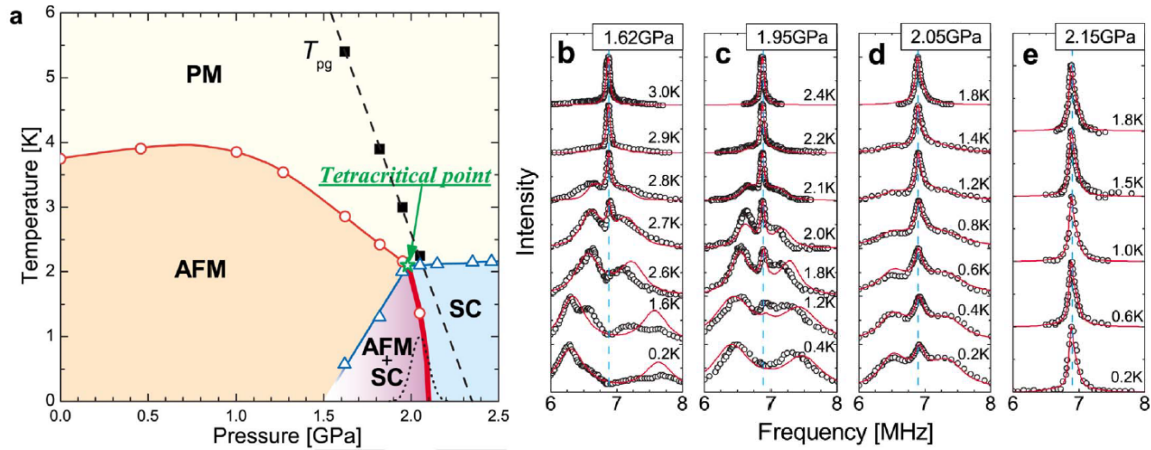 a
6
5
4
3
2
1
0
Temperature [K]
PM
T pg
Tetracritical point
AFM
SC
AFM
+
SC
0.0
0.5
1.0
1.5
2.0
2.5
Pressure [GPa]
Intensity
b
1.62GPa
3.0K
2.9K
2.8K
2.7K
2.6K
1.6K
0.2K
6
7
8
c
1.95GPa
2.4K
2.2K
2.1K
2.0K
1.8K
1.2K
0.4K
6
7
8
d
2.05GPa
1.8K
1.4K
1.2K
0.8K
0.6K
0.4K
0.2K
6
7
8
e
2.15GPa
1.8K
1.5K
1.0K
0.6K
0.2K
6
7
8
Frequency [MHz]